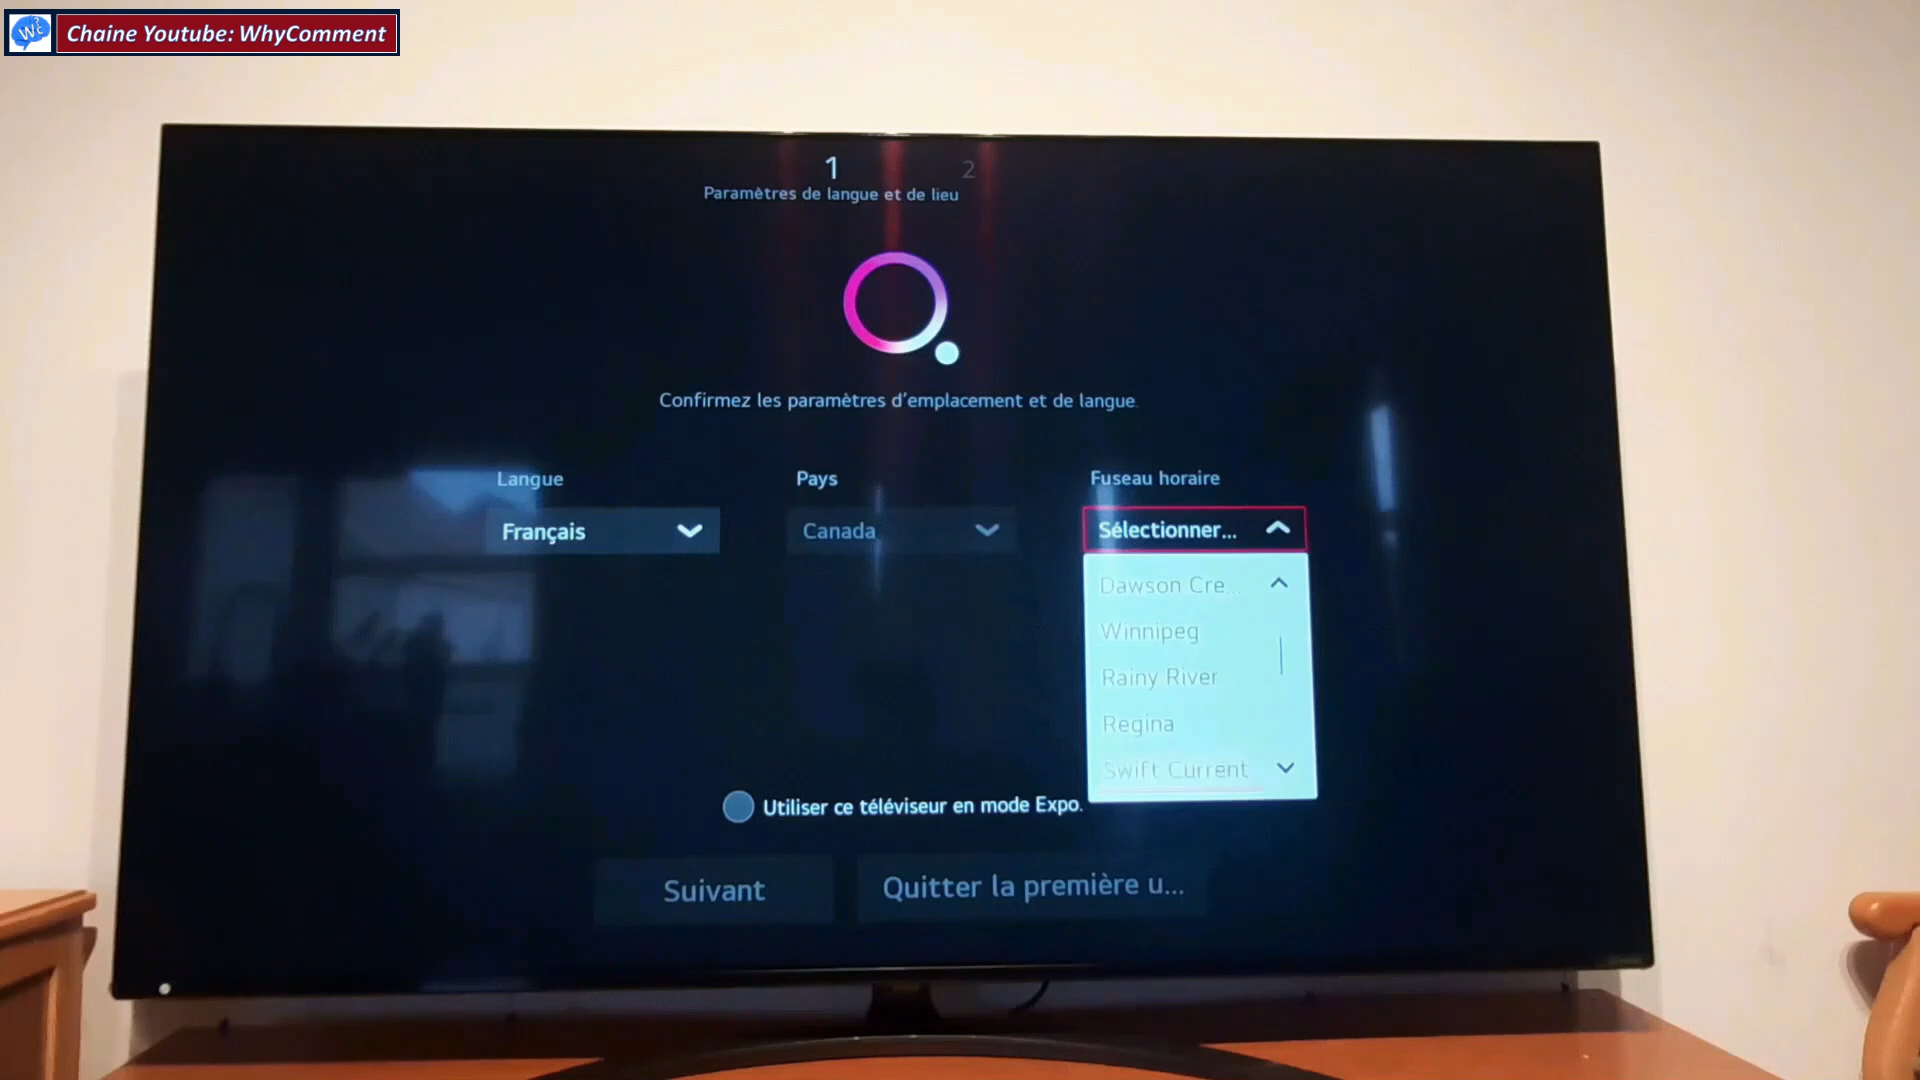 Chaine Youtube: WhyComment
1
2
Paramètres de langue et de lieu
Confirmez les paramètres d'emplacement et de langue.
Langue
Pays
Fuseau horaire
Français
Canada
Sélectionner...
Dawson Cre...
Winnipeg
Rainy River
Regina
Swift Current
Utiliser ce téléviseur en mode Expo.
Suivant
Quitter la première u...